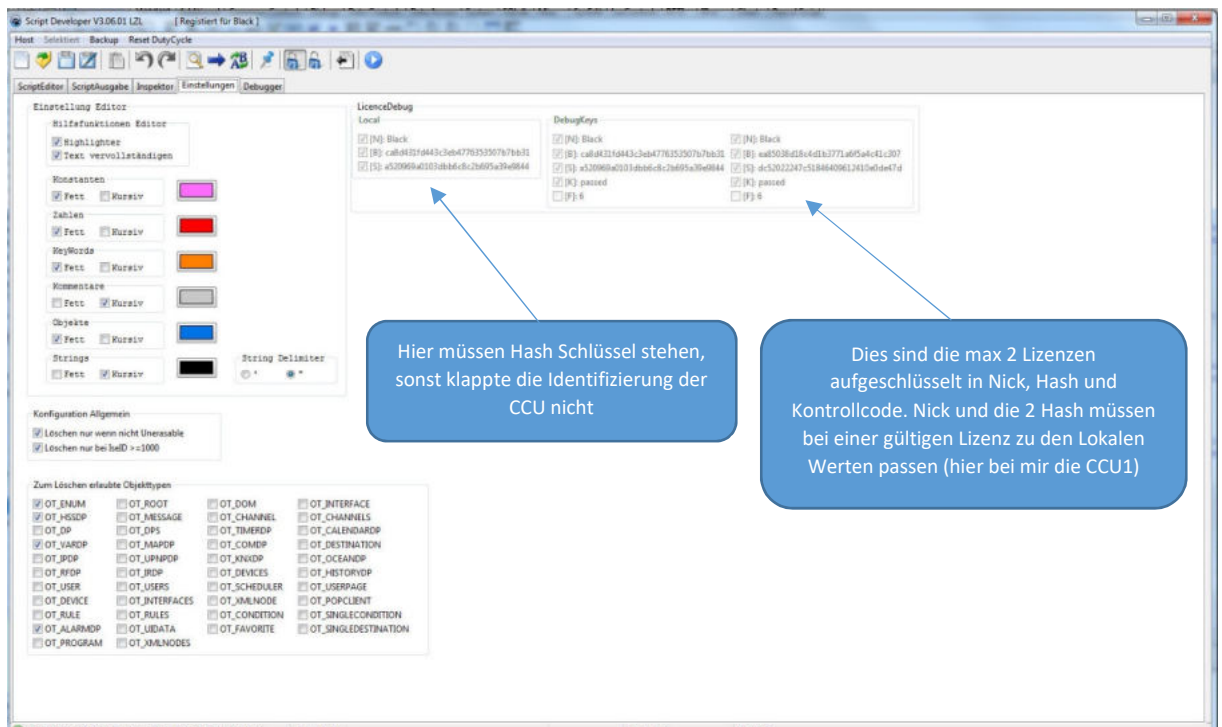 Script Developer V3.06.01 LZL [ Registiert für Black ]
Host Selektion Backup Reset DutyCycle
ScriptEditor ScriptAusgabe Inspektor Einstellungen Debugger
Einstellung Editor
Hilfefunktionen Editor
Highlighter
Text vervollständigen
Konstanten
Fett Kursiv
Zahlen
Fett Kursiv
KeyWords
Fett Kursiv
Kommentare
Fett Kursiv
Objekte
Fett Kursiv
Strings
Fett Kursiv
String Delimiter
' "
LicenceDebug
Local
[N]: Black
[B]: ca8d431fd443c3eb4776353507b7bb31
[S]: a520969a0103dbb6c8c2b695a39e9844
DebugKeys
[N]: Black
[B]: ca8d431fd443c3eb4776353507b7bb31
[S]: a520969a0103dbb6c8c2b695a39e9844
[K]: passed
[F]: 6
[N]: Black
[B]: ea85038d18c4d1b3771a6f5a4c41c307
[S]: dc52022247c51846409612410e0de47d
[K]: passed
[F]: 6
Hier müssen Hash Schlüssel stehen,
sonst klappte die Identifizierung der
CCU nicht
Dies sind die max 2 Lizenzen
aufgeschlüsselt in Nick, Hash und
Kontrollcode. Nick und die 2 Hash müssen
bei einer gültigen Lizenz zu den Lokalen
Werten passen (hier bei mir die CCU1)
Konfiguration Allgemein
Löschen nur wenn nicht Unerasable
Löschen nur bei IseID >=1000
Zum Löschen erlaubte Objekttypen
OT_ENUM OT_ROOT OT_DOM OT_INTERFACE
OT_HSSDP OT_MESSAGE OT_CHANNEL OT_CHANNELS
OT_DP OT_DPS OT_TIMERDP OT_CALENDARDP
OT_VARDP OT_MAPDP OT_COMDP OT_DESTINATION
OT_IPDP OT_UPNPDP OT_KNXDP OT_OCEANDP
OT_RFDP OT_IRDP OT_DEVICES OT_HISTORYDP
OT_USER OT_USERS OT_SCHEDULER OT_USERPAGE
OT_DEVICE OT_INTERFACES OT_XMLNODE OT_POPCLIENT
OT_RULE OT_RULES OT_CONDITION OT_SINGLECONDITION
OT_ALARMDP OT_UIDATA OT_FAVORITE OT_SINGLEDESTINATION
OT_PROGRAM OT_XMLNODES